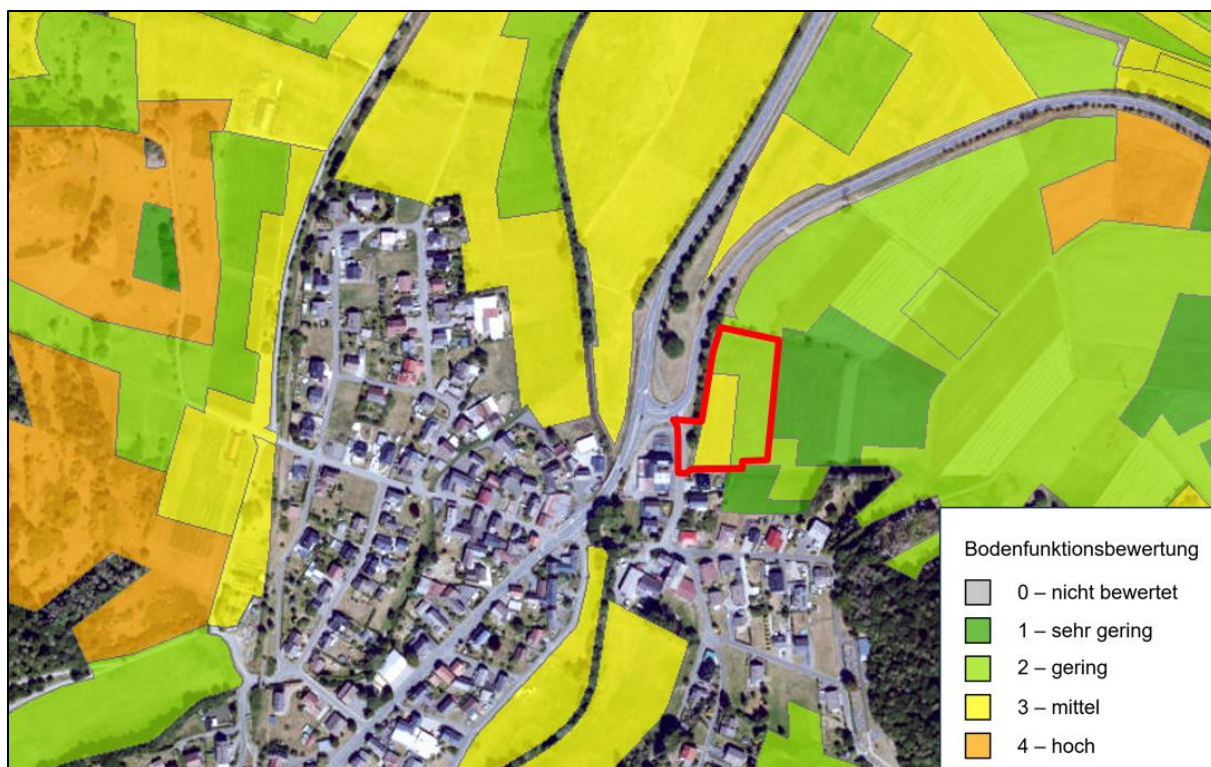 Bodenfunktionsbewertung
0 – nicht bewertet
1 – sehr gering
2 – gering
3 – mittel
4 – hoch